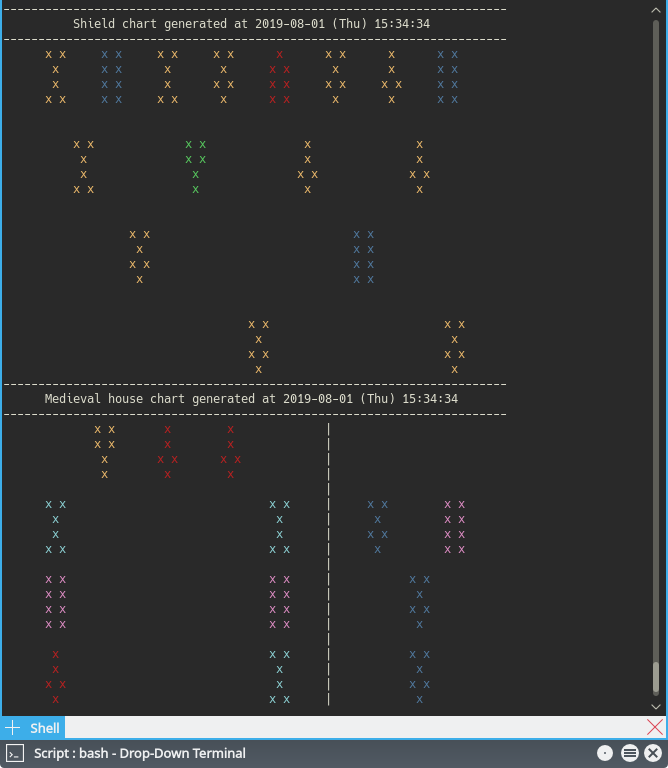 --------------------------------------------------------------------------------
Shield chart generated at 2019-08-01 (Thu) 15:34:34
--------------------------------------------------------------------------------
x x x x x x x x x x x x x x x
x x x x x x x x x x x
x x x x x x x x x x x x x
x x x x x x x x x x x x x
x x x x x x
x x x x x
x x x x x x
x x x x x x
x x x x
x x x
x x x x
x x x
x x x x
x x
x x x x
x x
--------------------------------------------------------------------------------
Medieval house chart generated at 2019-08-01 (Thu) 15:34:34
--------------------------------------------------------------------------------
x x x x |
x x x x |
x x x x x |
x x x |
|
x x x x | x x x x
x x | x x x
x x | x x x x
x x x x | x x x
|
x x x x | x x
x x x x | x
x x x x | x x
x x x x | x
|
x x x | x x
x x | x
x x x | x x
x x x | x
+ Shell
Script : bash - Drop-Down Terminal